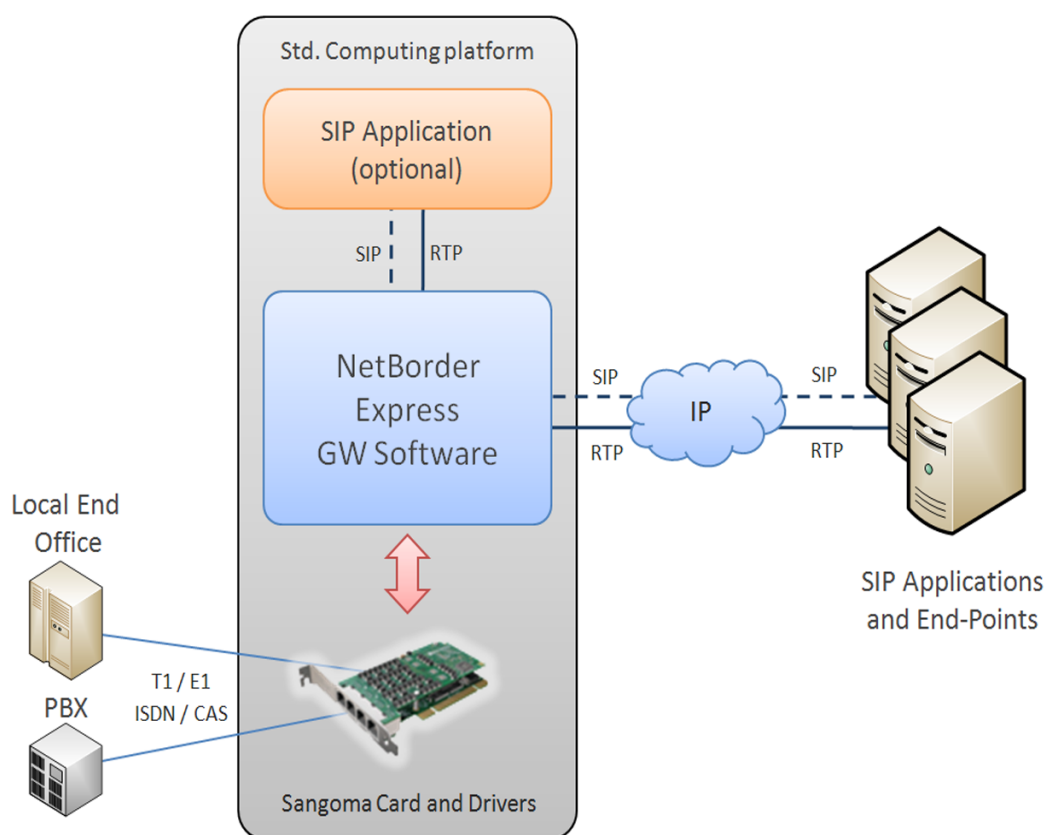 Std. Computing platform
SIP Application
(optional)
SIP
RTP
NetBorder
Express
GW Software
SIP
RTP
IP
SIP
RTP
SIP Applications
and End-Points
Local End
Office
T1 / E1
ISDN / CAS
PBX
Sangoma Card and Drivers